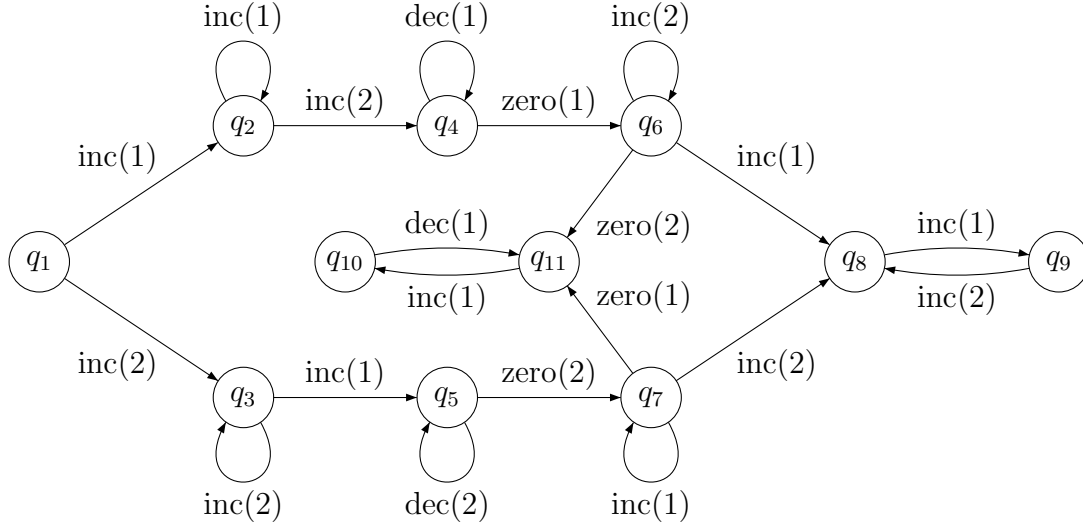 inc(1) dec(1) inc(2)
q2 inc(2) q4 zero(1) q6
inc(1) inc(1)
dec(1) zero(2) inc(1)
q1 q10 q11 q8 q9
inc(1) zero(1) inc(2)
inc(2) inc(2)
q3 inc(1) q5 zero(2) q7
inc(2) dec(2) inc(1)